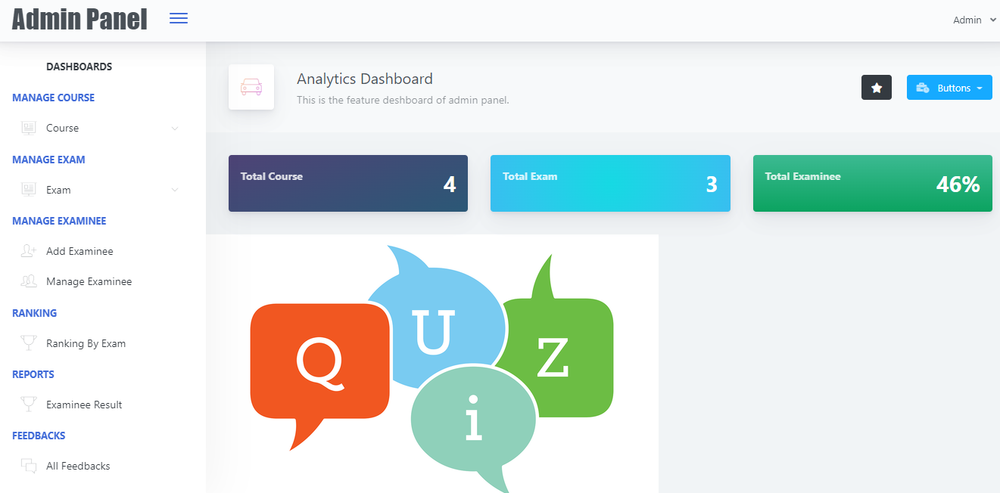 Admin Panel
Admin
DASHBOARDS
MANAGE COURSE
Course
MANAGE EXAM
Exam
MANAGE EXAMINEE
Add Examinee
Manage Examinee
RANKING
Ranking By Exam
REPORTS
Examinee Result
FEEDBACKS
All Feedbacks
Analytics Dashboard
This is the feature deshboard of admin panel.
Buttons
Total Course
4
Total Exam
3
Total Examinee
46%
Q U i Z